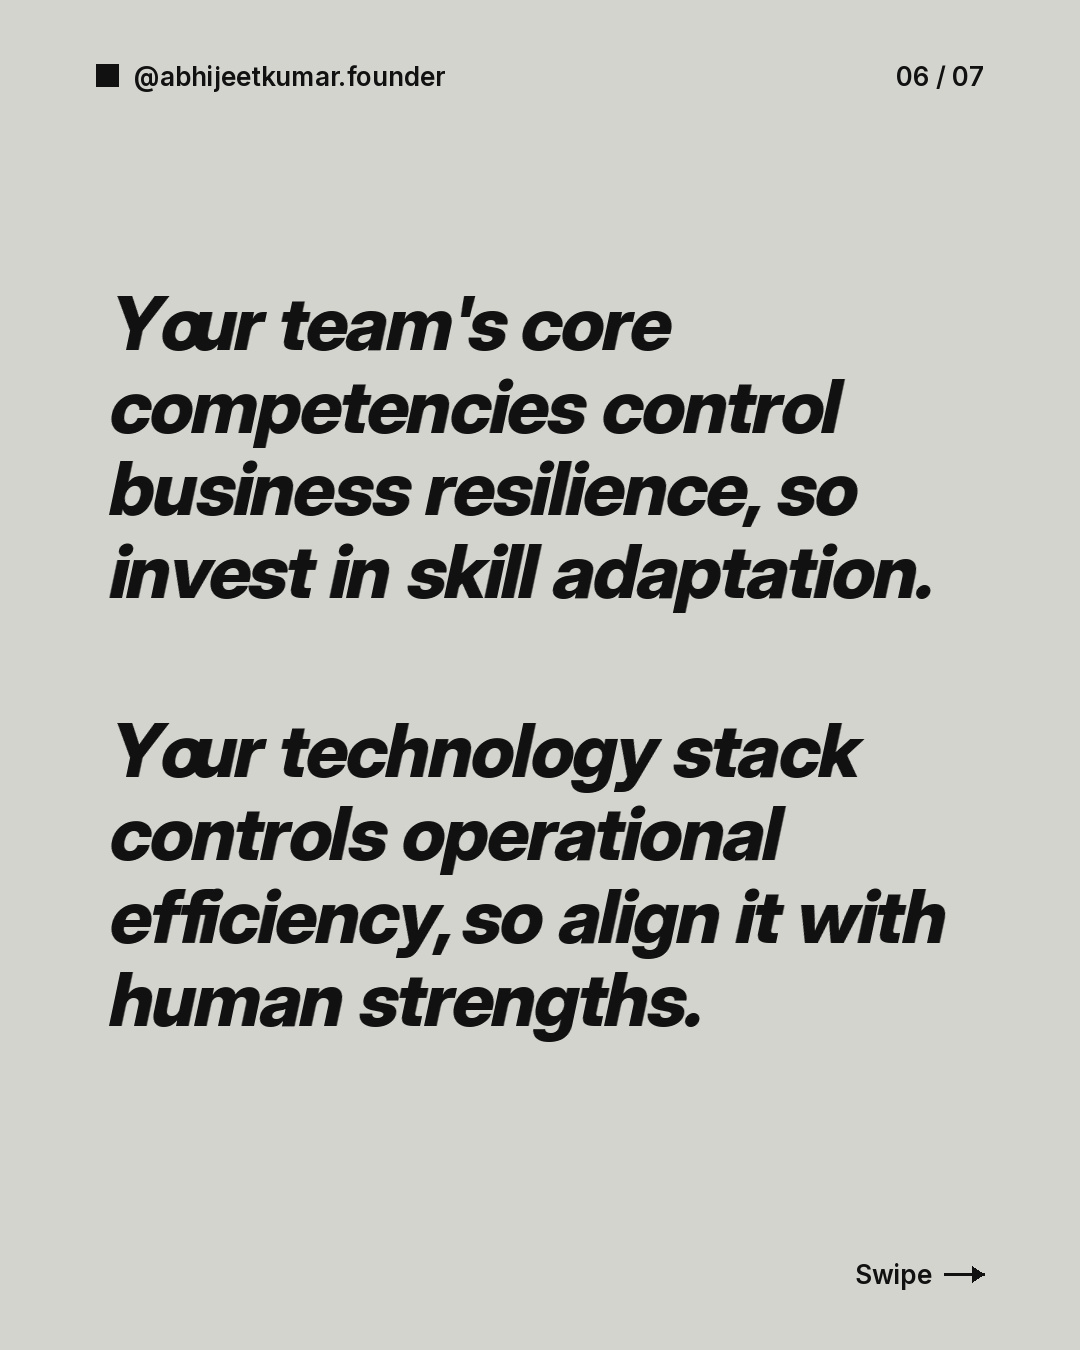 @abhijeetkumar.founder
06 / 07
Your team's core
competencies control
business resilience, so
invest in skill adaptation.
Your technology stack
controls operational
efficiency, so align it with
human strengths.
Swipe